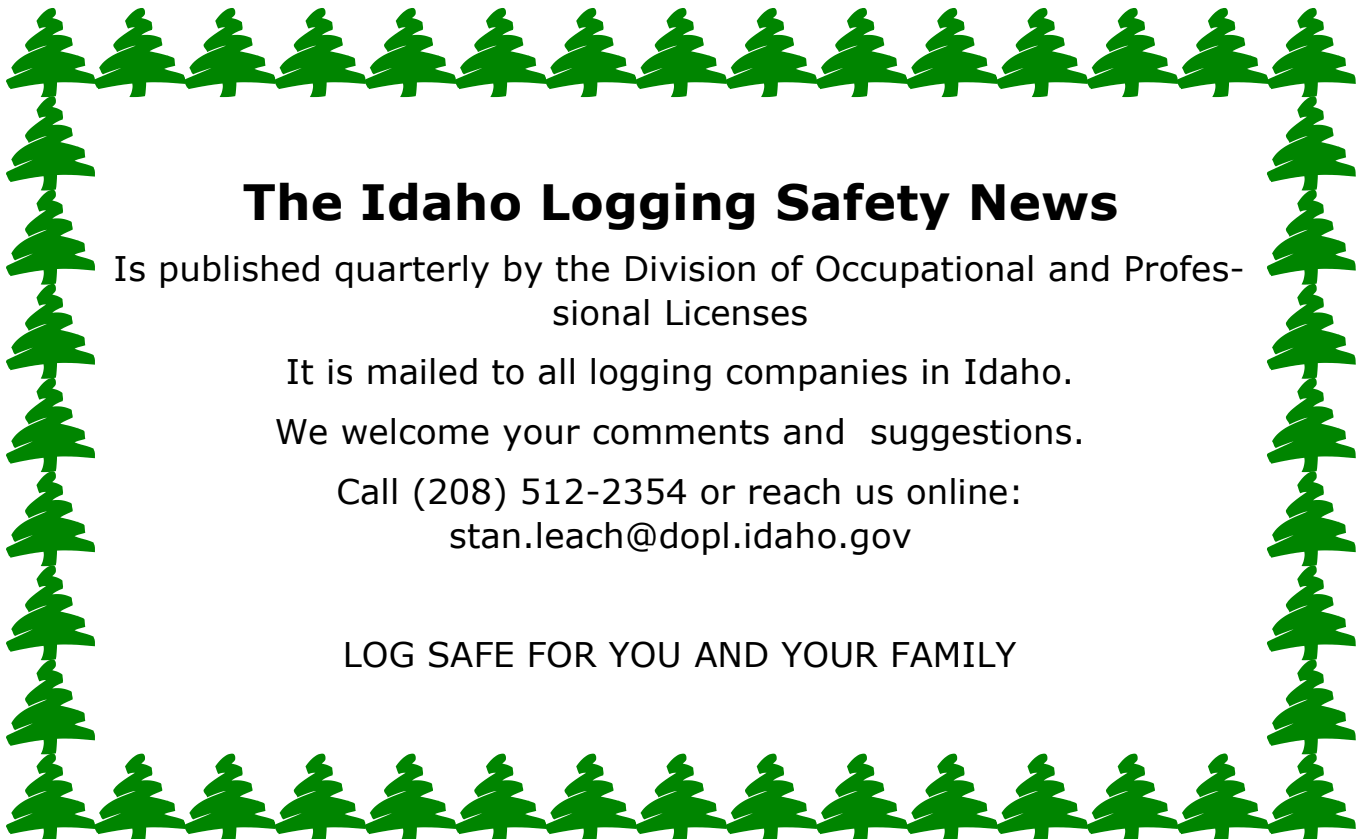 The Idaho Logging Safety News
Is published quarterly by the Division of Occupational and Profes-
sional Licenses
It is mailed to all logging companies in Idaho.
We welcome your comments and  suggestions.
Call (208) 512-2354 or reach us online:
stan.leach@dopl.idaho.gov
LOG SAFE FOR YOU AND YOUR FAMILY